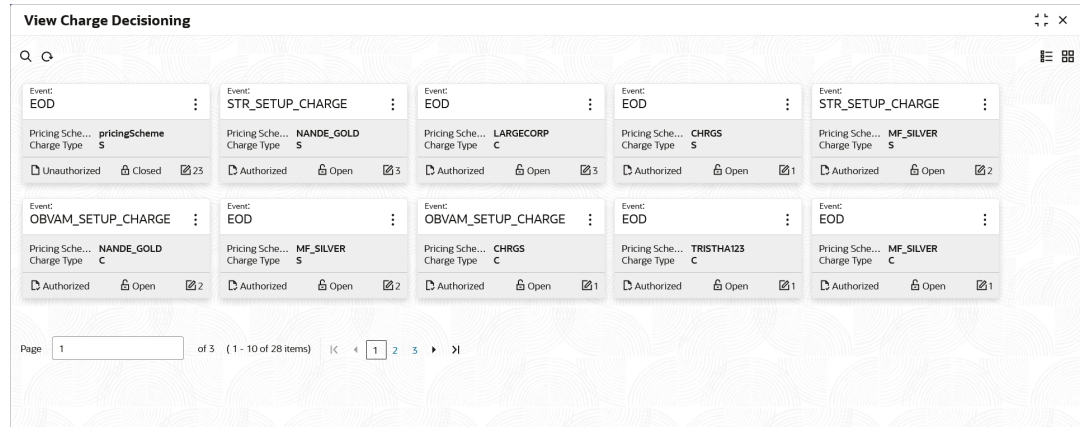 View Charge Decisioning
Event:
EOD
Pricing Sche... pricingScheme
Charge Type S
Unauthorized Closed 23
Event:
STR_SETUP_CHARGE
Pricing Sche... NANDE_GOLD
Charge Type S
Authorized Open 3
Event:
EOD
Pricing Sche... LARGECORP
Charge Type C
Authorized Open 3
Event:
EOD
Pricing Sche... CHRGS
Charge Type S
Authorized Open 1
Event:
STR_SETUP_CHARGE
Pricing Sche... MF_SILVER
Charge Type S
Authorized Open 2
Event:
OBVAM_SETUP_CHARGE
Pricing Sche... NANDE_GOLD
Charge Type C
Authorized Open 2
Event:
EOD
Pricing Sche... MF_SILVER
Charge Type S
Authorized Open 2
Event:
OBVAM_SETUP_CHARGE
Pricing Sche... CHRGS
Charge Type C
Authorized Open 1
Event:
EOD
Pricing Sche... TRISTHA123
Charge Type C
Authorized Open 1
Event:
EOD
Pricing Sche... MF_SILVER
Charge Type C
Authorized Open 1
Page 1 of 3 ( 1 - 10 of 28 items) 1 2 3